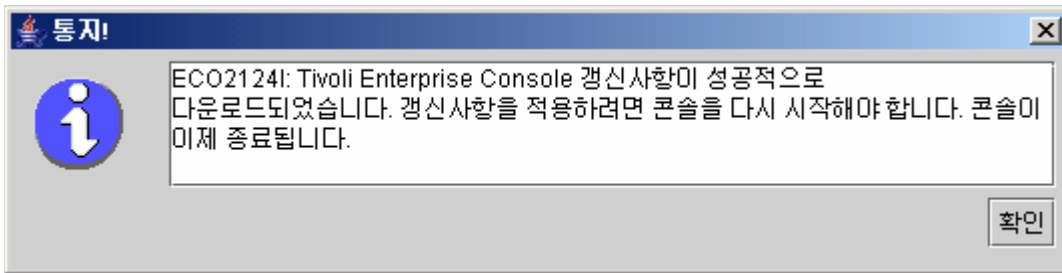 통지!
ECO2124I: Tivoli Enterprise Console 갱신사항이 성공적으로
다운로드되었습니다. 갱신사항을 적용하려면 콘솔을 다시 시작해야 합니다. 콘솔이
이제 종료됩니다.
확인